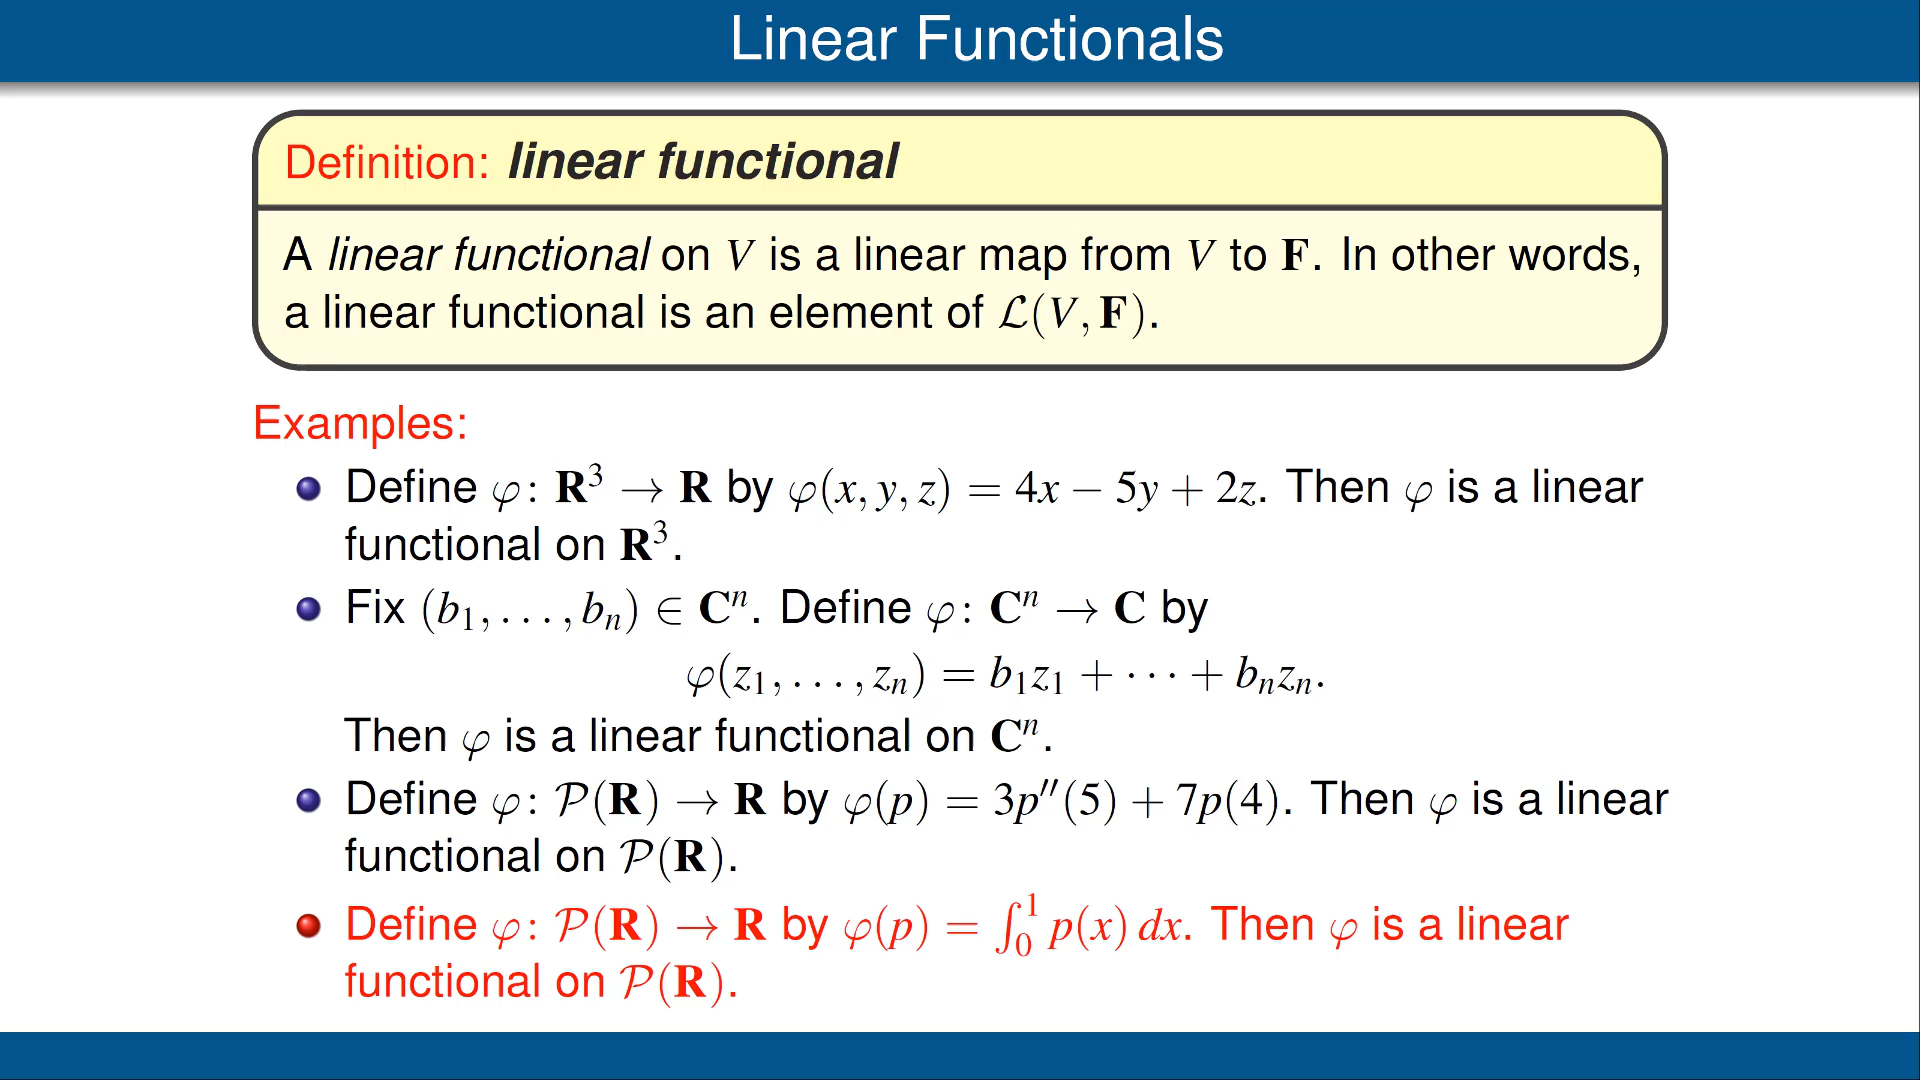 Linear Functionals
Definition: linear functional
A linear functional on V is a linear map from V to F. In other words,
a linear functional is an element of ℒ(V, F).
Examples:
Define φ: R³ → R by φ(x, y, z) = 4x − 5y + 2z. Then φ is a linear
functional on R³.
Fix (b₁, . . . , bₙ) ∈ Cⁿ. Define φ: Cⁿ → C by
φ(z₁, . . . , zₙ) = b₁z₁ + · · · + bₙzₙ.
Then φ is a linear functional on Cⁿ.
Define φ: 𝒫(R) → R by φ(p) = 3p″(5) + 7p(4). Then φ is a linear
functional on 𝒫(R).
Define φ: 𝒫(R) → R by φ(p) = ∫₀¹ p(x) dx. Then φ is a linear
functional on 𝒫(R).